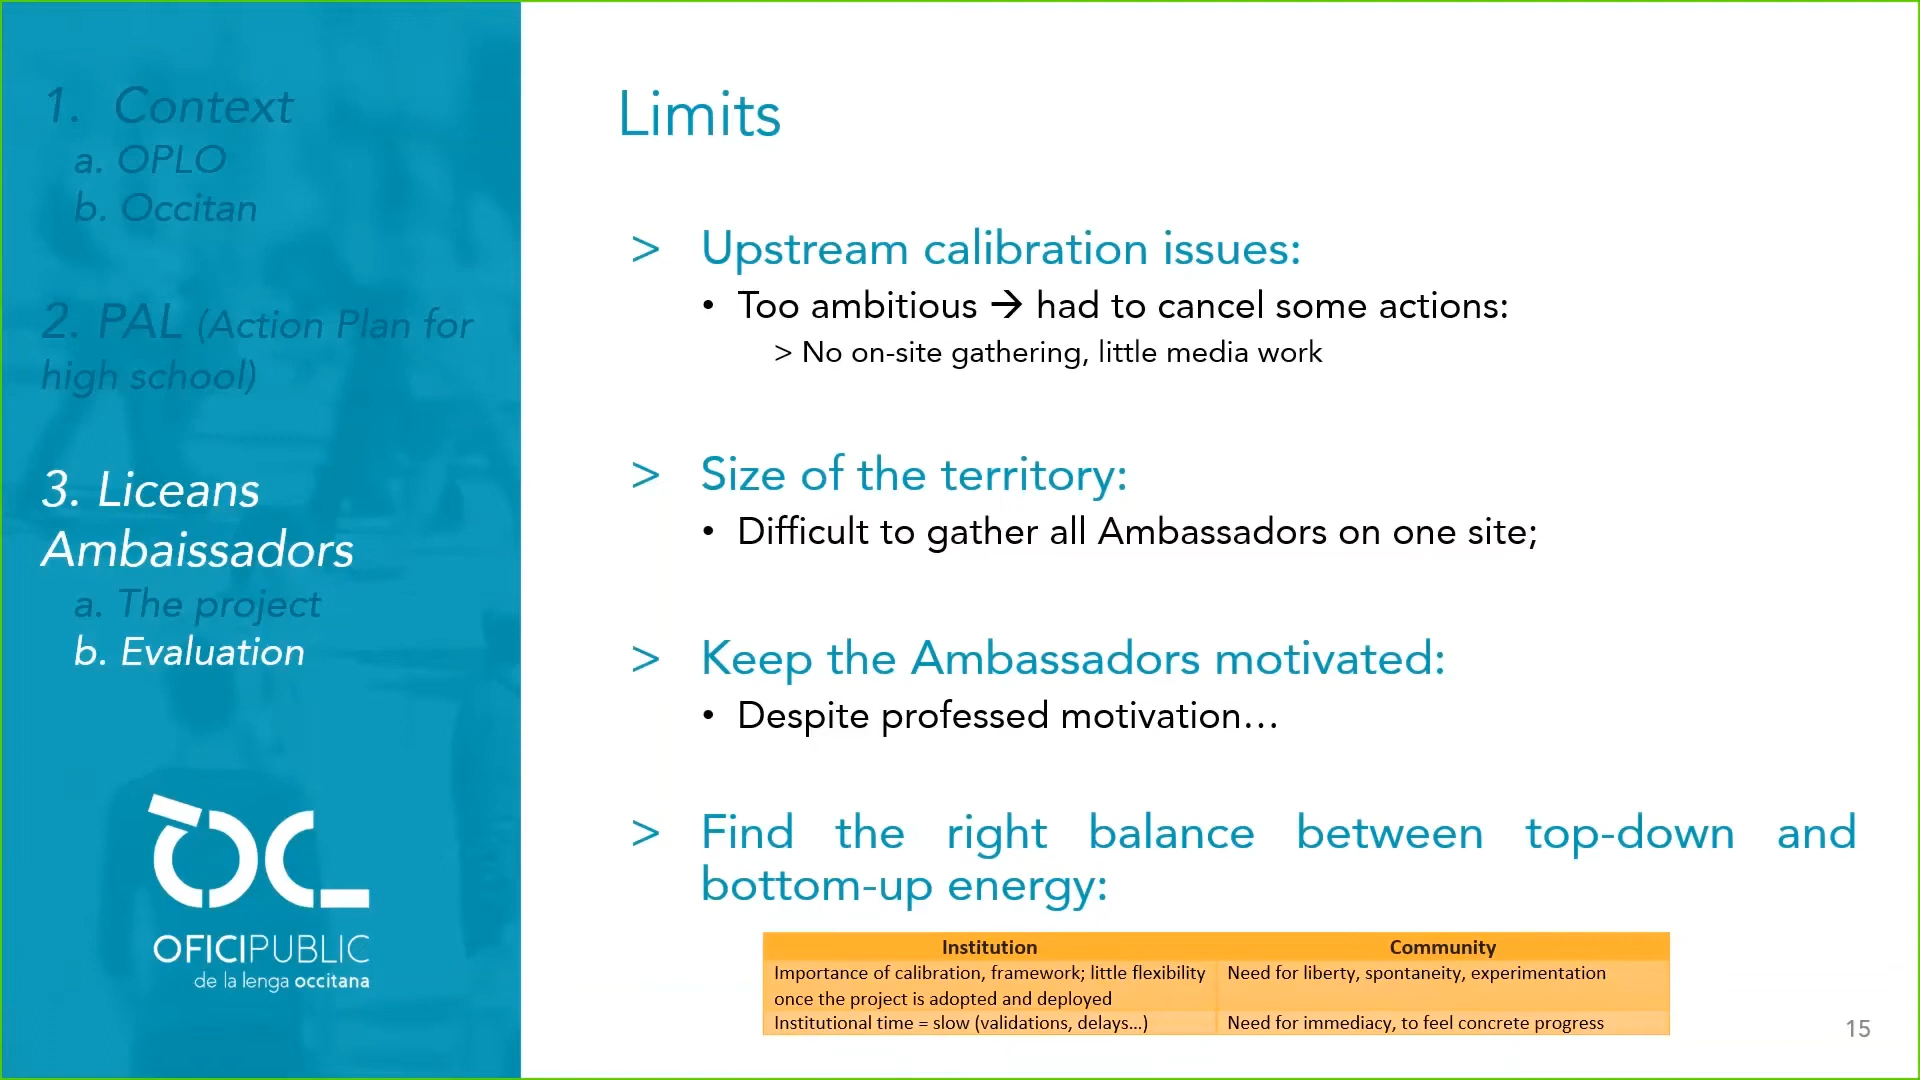 1. Context
a. OPLO
b. Occitan
2. PAL (Action Plan for
high school)
3. Liceans
Ambaissadors
a. The project
b. Evaluation
ÒC_
OFICIPUBLIC
de la lenga occitana
Limits
> Upstream calibration issues:
• Too ambitious → had to cancel some actions:
> No on-site gathering, little media work
> Size of the territory:
• Difficult to gather all Ambassadors on one site;
> Keep the Ambassadors motivated:
• Despite professed motivation…
> Find the right balance between top-down and
bottom-up energy:
Institution
Community
Importance of calibration, framework; little flexibility
once the project is adopted and deployed
Need for liberty, spontaneity, experimentation
Institutional time = slow (validations, delays…)
Need for immediacy, to feel concrete progress
15